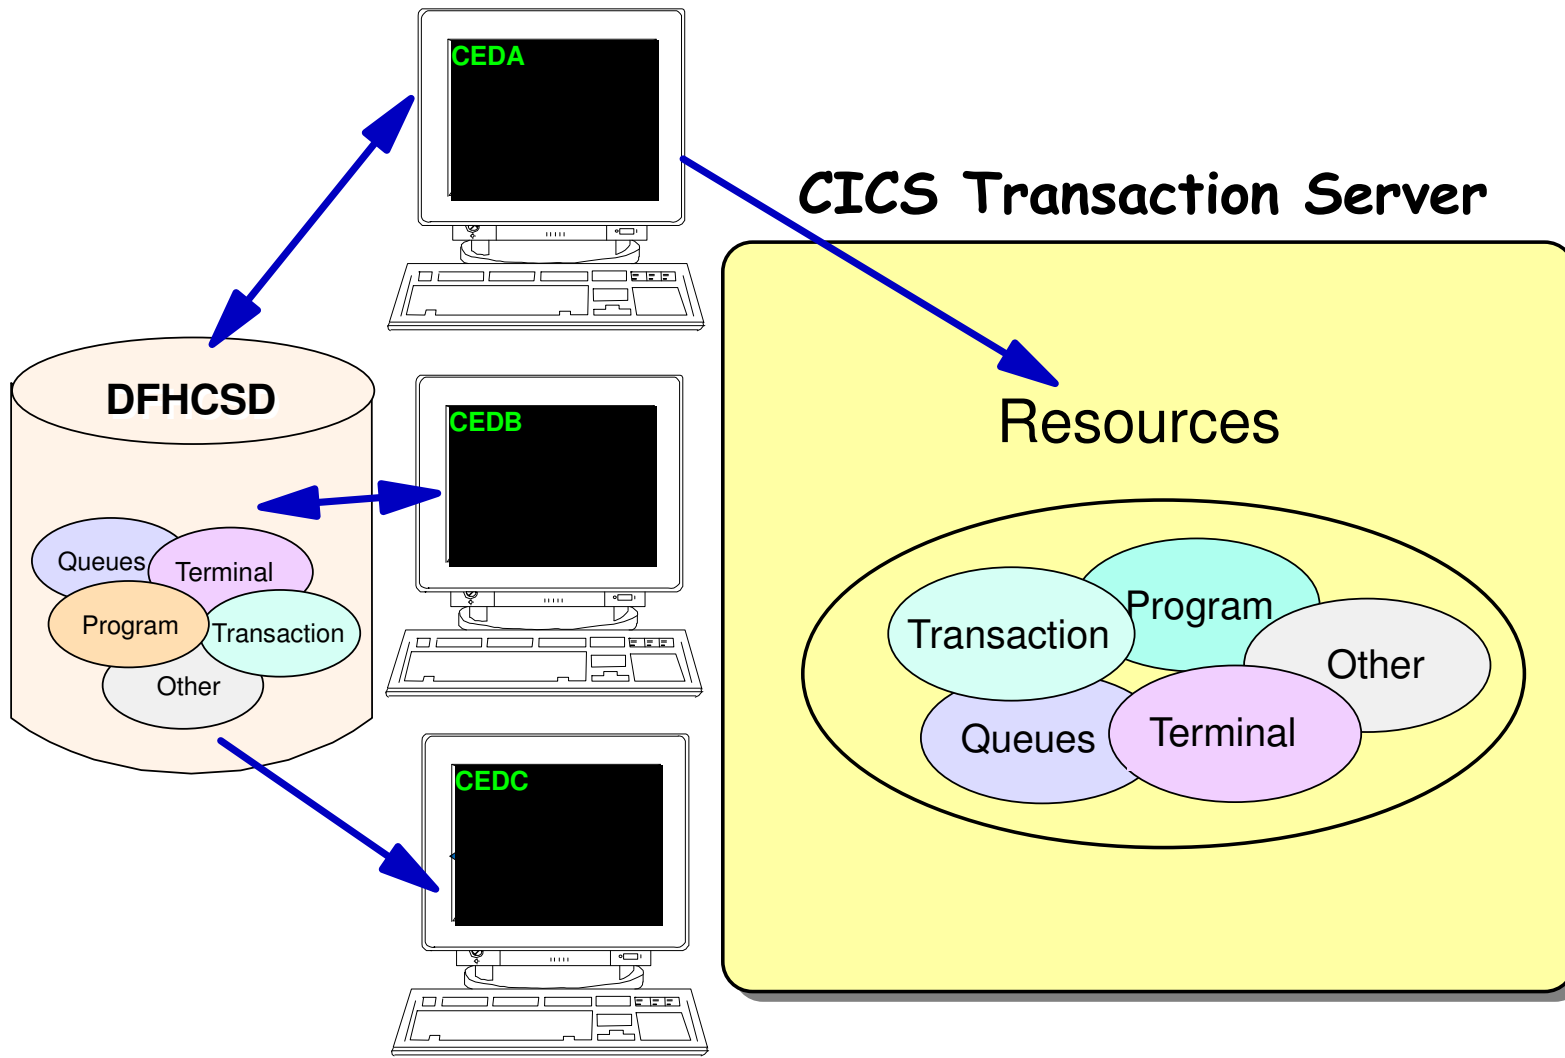 CEDA
CICS Transaction Server
DFHCSD
CEDB
Resources
Queues
Terminal
Program
Transaction
Other
Transaction
Program
Other
Queues
Terminal
CEDC